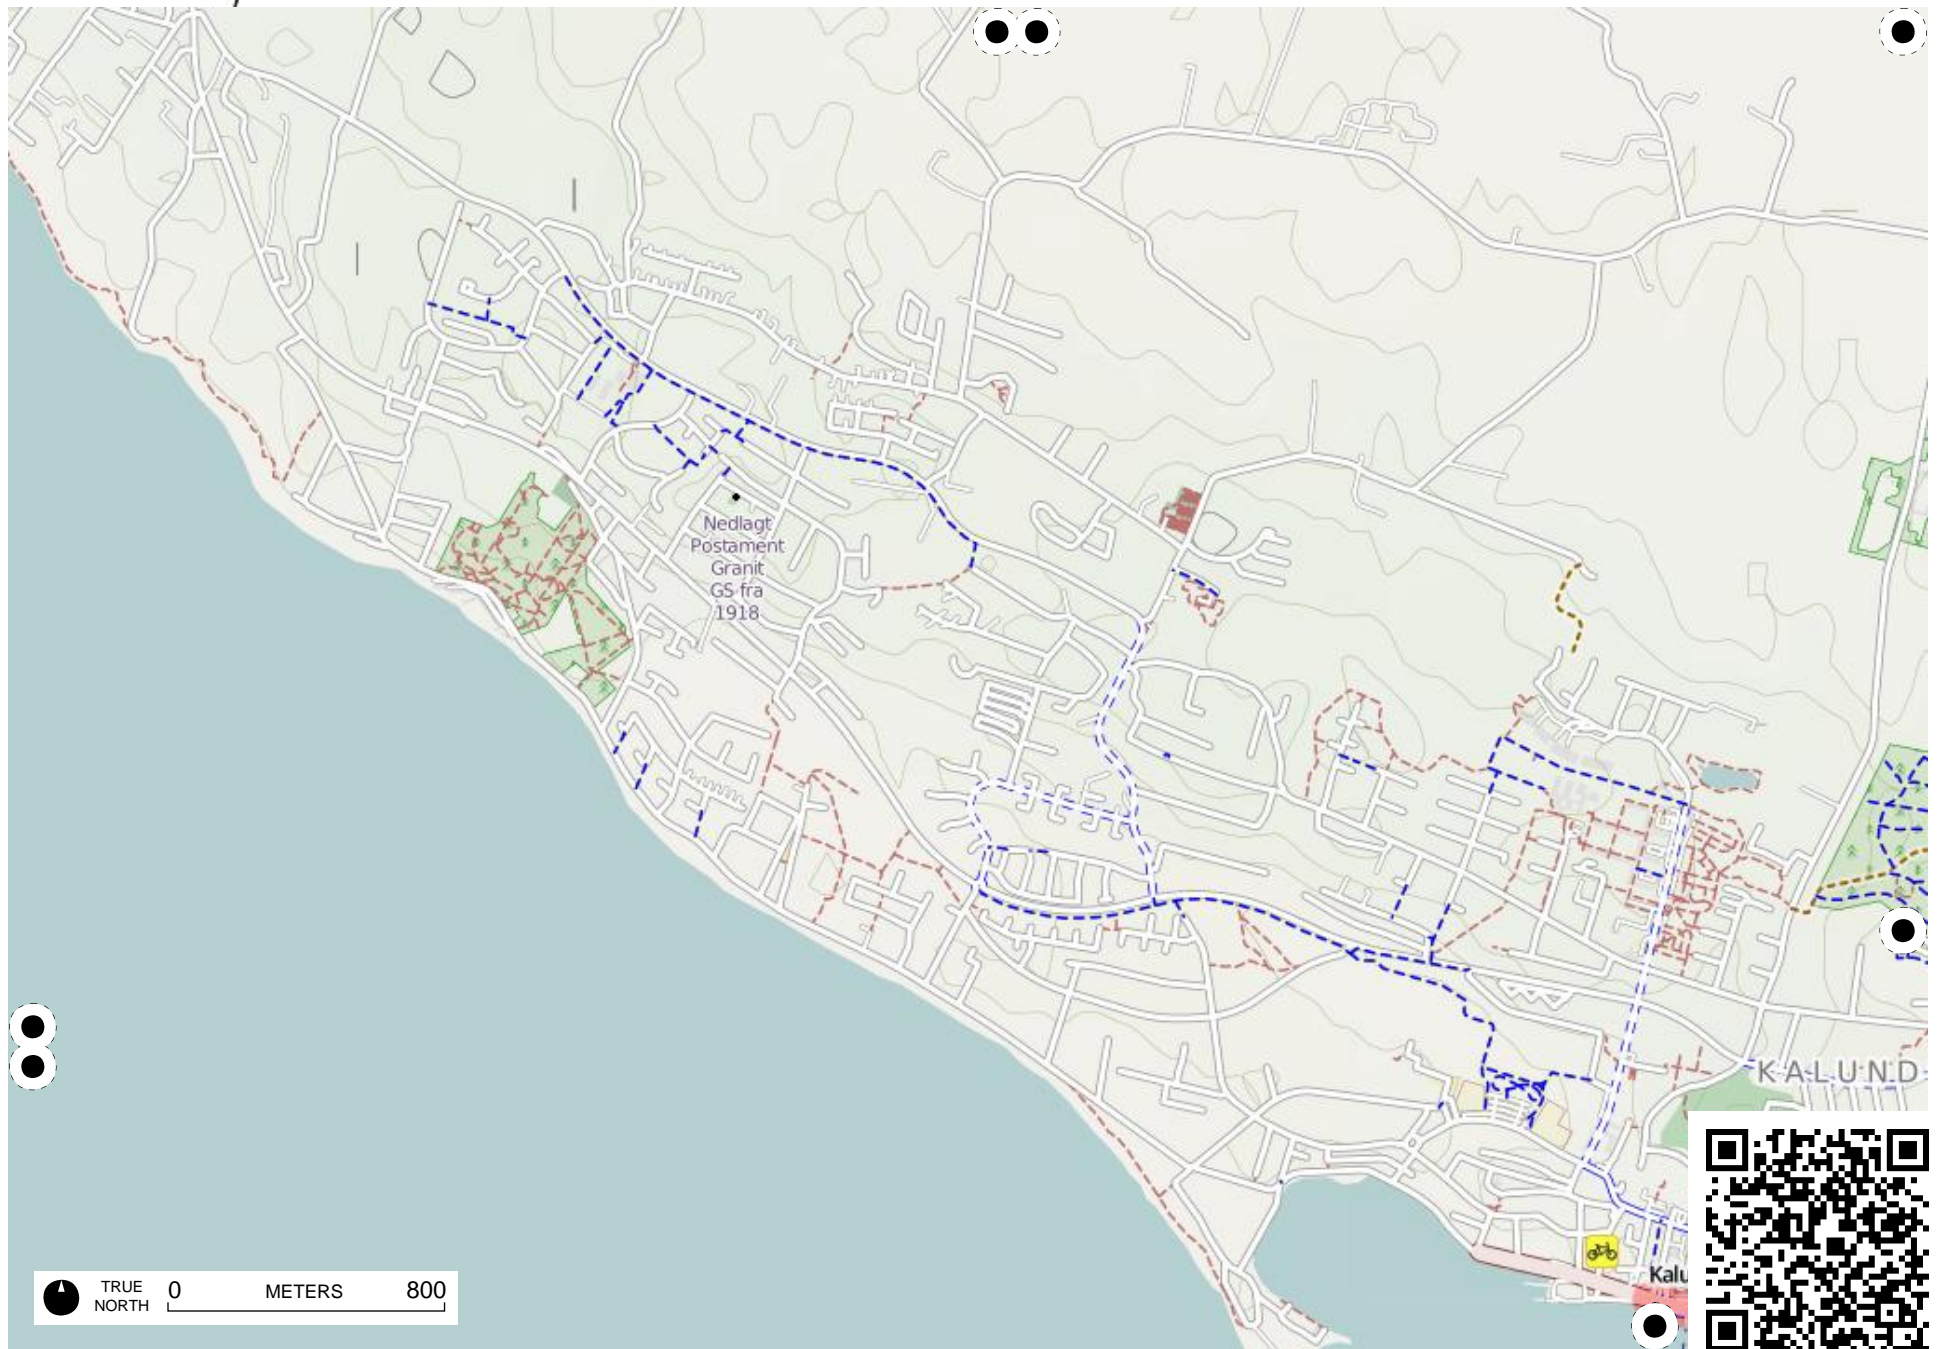 Nedlagt
Postament
Granit
GS fra
1918
KALUND
Kalu
TRUE
NORTH
0 METERS 800